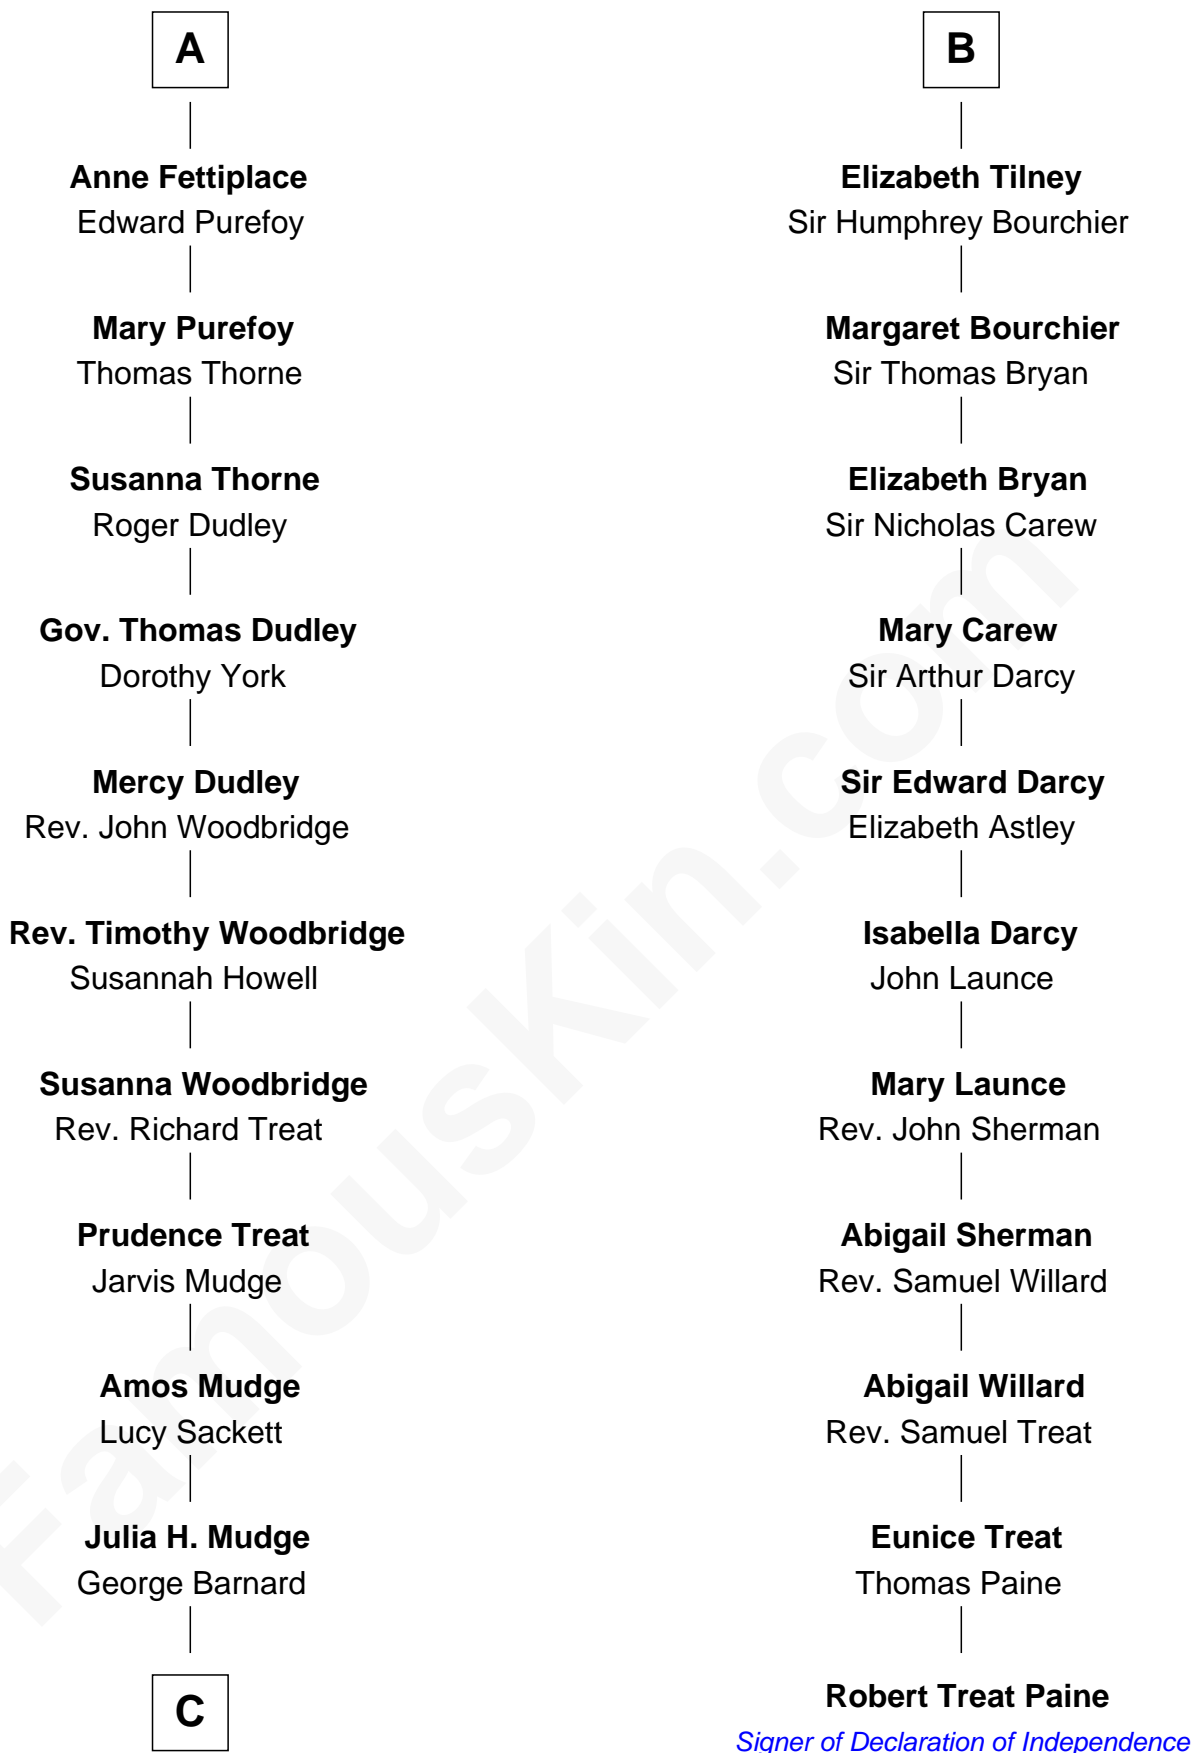 A
Anne Fettiplace
Edward Purefoy
Mary Purefoy
Thomas Thorne
Susanna Thorne
Roger Dudley
Gov. Thomas Dudley
Dorothy York
Mercy Dudley
Rev. John Woodbridge
Rev. Timothy Woodbridge
Susannah Howell
Susanna Woodbridge
Rev. Richard Treat
Prudence Treat
Jarvis Mudge
Amos Mudge
Lucy Sackett
Julia H. Mudge
George Barnard
C
B
Elizabeth Tilney
Sir Humphrey Bourchier
Margaret Bourchier
Sir Thomas Bryan
Elizabeth Bryan
Sir Nicholas Carew
Mary Carew
Sir Arthur Darcy
Sir Edward Darcy
Elizabeth Astley
Isabella Darcy
John Launce
Mary Launce
Rev. John Sherman
Abigail Sherman
Rev. Samuel Willard
Abigail Willard
Rev. Samuel Treat
Eunice Treat
Thomas Paine
Robert Treat Paine
Signer of Declaration of Independence
FamousKin.com